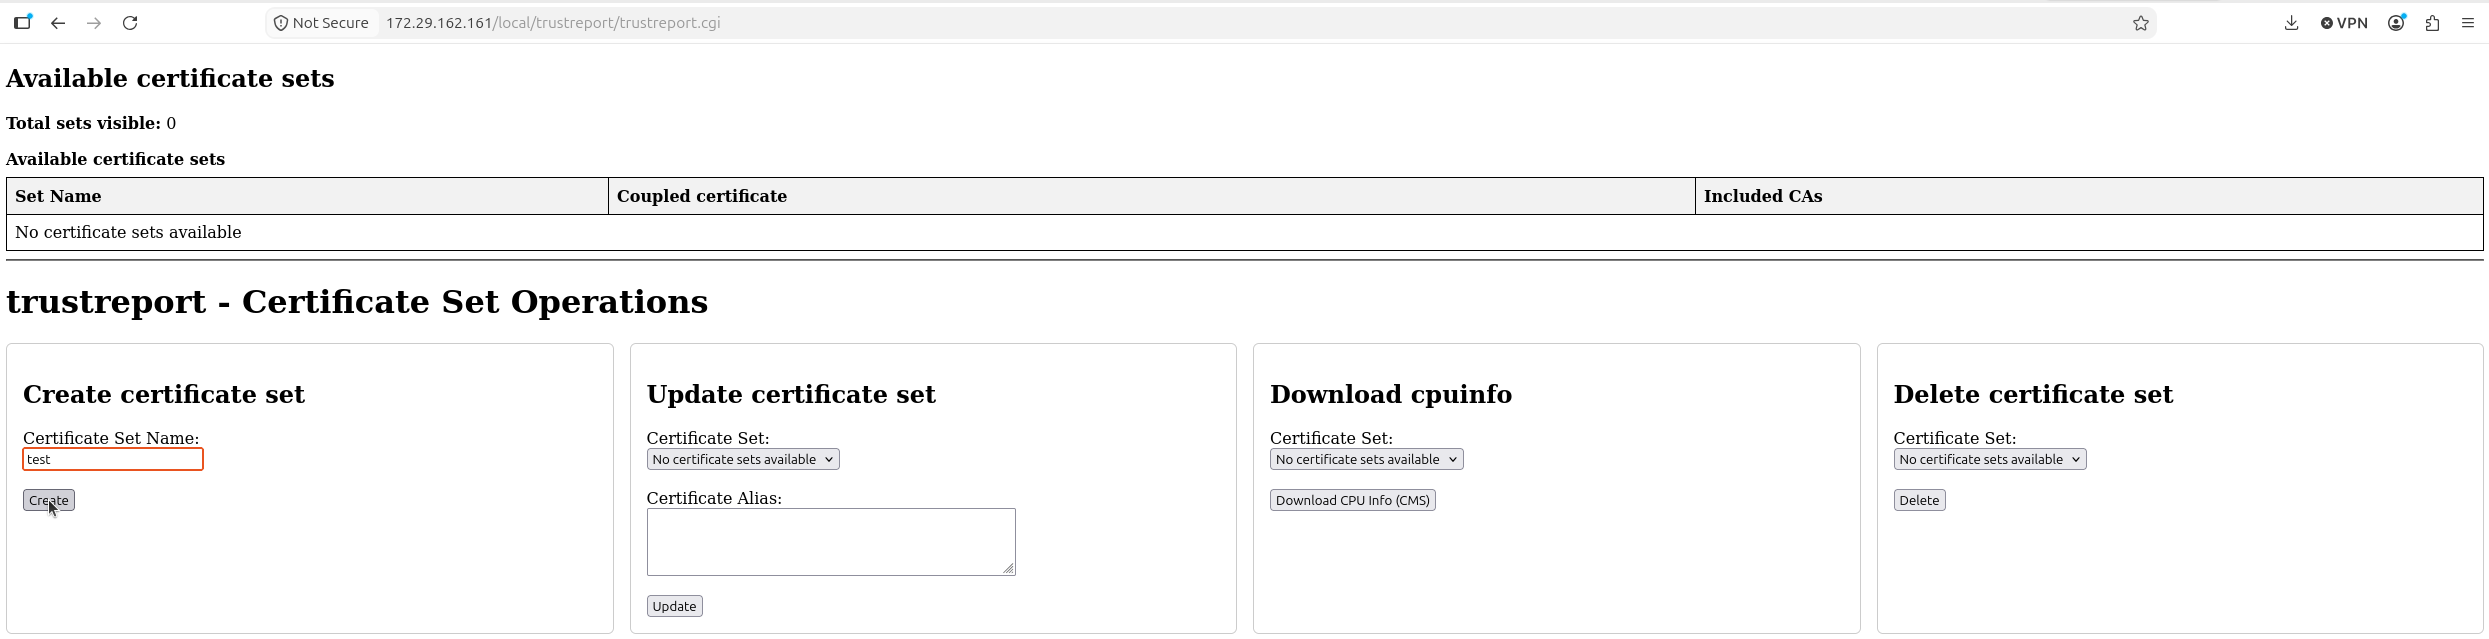 Not Secure 172.29.162.161/local/trustreport/trustreport.cgi VPN
Available certificate sets
Total sets visible: 0
Available certificate sets
Set Name Coupled certificate Included CAs
No certificate sets available
trustreport - Certificate Set Operations
Create certificate set
Certificate Set Name:
test
Create
Update certificate set
Certificate Set:
No certificate sets available
Certificate Alias:
Update
Download cpuinfo
Certificate Set:
No certificate sets available
Download CPU Info (CMS)
Delete certificate set
Certificate Set:
No certificate sets available
Delete